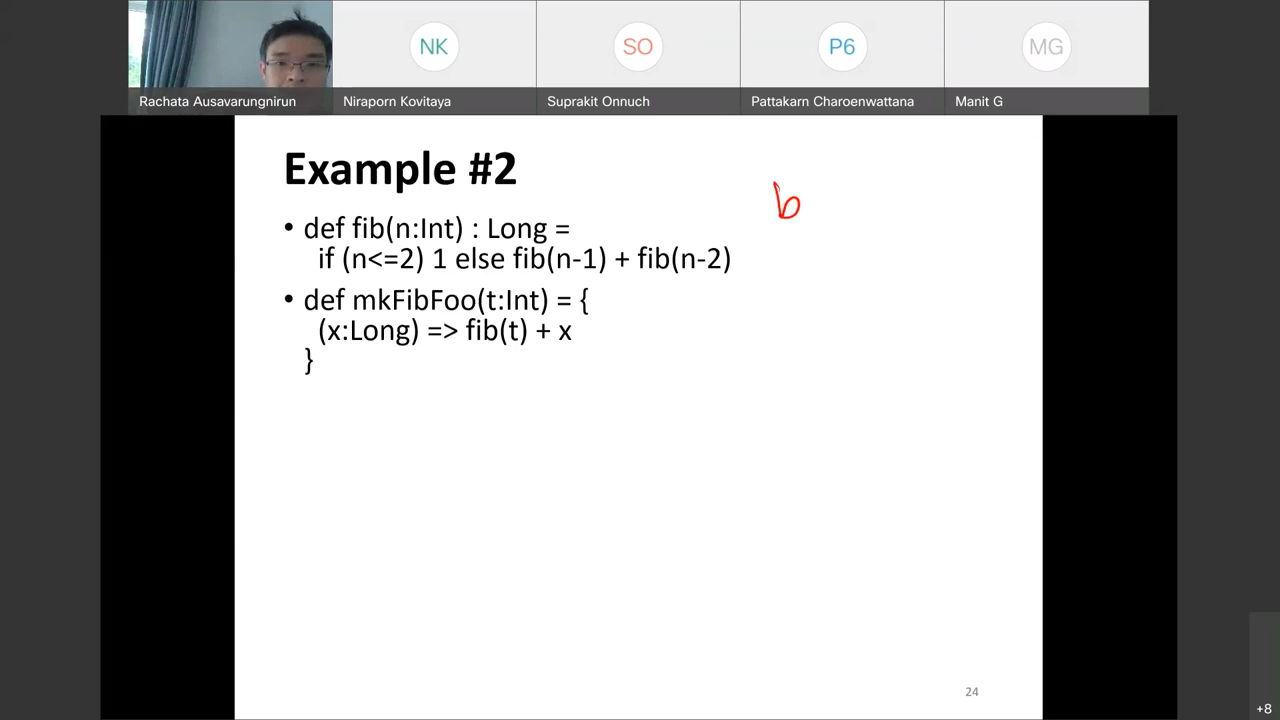 NK
SO
P6
MG
Rachata Ausavarungnirun
Niraporn Kovitaya
Suprakit Onnuch
Pattakarn Charoenwattana
Manit G
Example #2
b
• def fib(n:Int) : Long =
if (n<=2) 1 else fib(n-1) + fib(n-2)
• def mkFibFoo(t:Int) = {
(x:Long) => fib(t) + x
}
24
+8